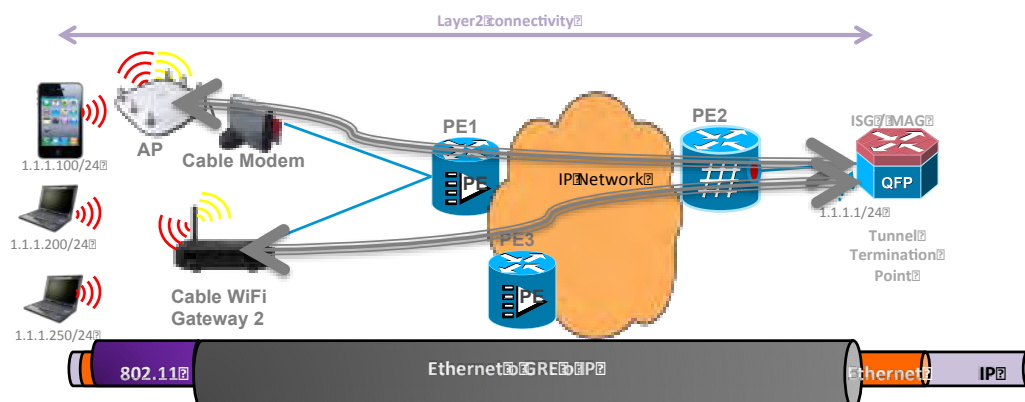 Layer2 connectivity
ISG / MAG
PE2
PE1
AP
Cable Modem
1.1.1.100/24
PE
IP Network
QFP
1.1.1.1/24
1.1.1.200/24
PE3
Tunnel
Termination
Point
PE
Cable WiFi
Gateway 2
1.1.1.250/24
802.11
Ethernet o GRE o IP
Ethernet
IP